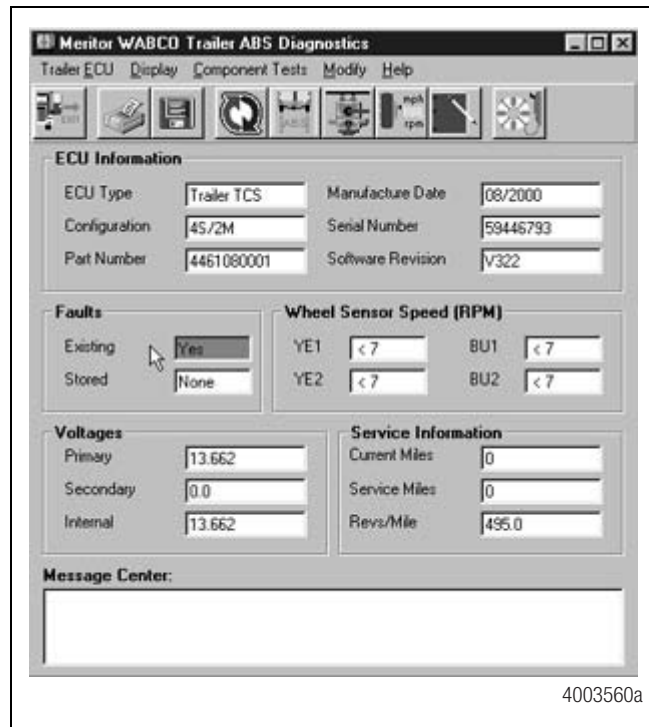 Meritor WABCO Trailer ABS Diagnostics
Trailer ECU Display Component Tests Modify Help
EXIT ABS mph rpm
ECU Information
ECU Type Trailer TCS Manufacture Date 08/2000
Configuration 4S/2M Serial Number 59446793
Part Number 4461080001 Software Revision V322
Faults Wheel Sensor Speed (RPM)
Existing Yes YE1 < 7 BU1 < 7
Stored None YE2 < 7 BU2 < 7
Voltages Service Information
Primary 13.662 Current Miles 0
Secondary 0.0 Service Miles 0
Internal 13.662 Revs/Mile 495.0
Message Center:
4003560a